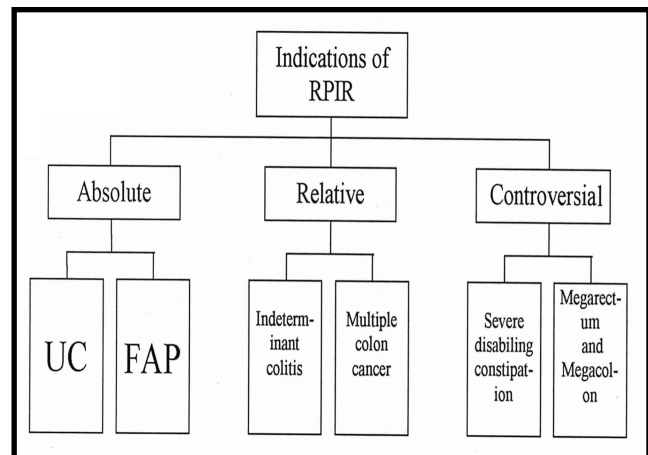 Indications of
RPIR
Absolute
Relative
Controversial
UC
FAP
Indeterm-
inant
colitis
Multiple
colon
cancer
Severe
disabiling
constipat-
ion
Megarect-
um
and
Megacol-
on